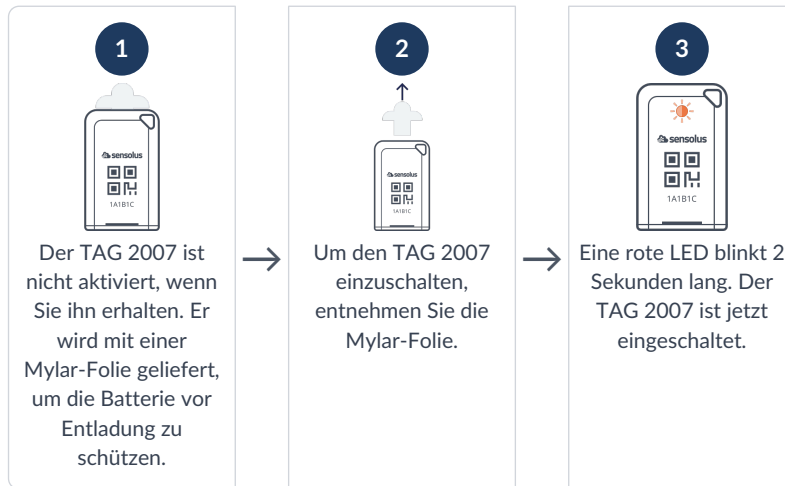 1
sensolus
1A1B1C
Der TAG 2007 ist
nicht aktiviert, wenn
Sie ihn erhalten. Er
wird mit einer
Mylar-Folie geliefert,
um die Batterie vor
Entladung zu
schützen.
2
sensolus
1A1B1C
Um den TAG 2007
einzuschalten,
entnehmen Sie die
Mylar-Folie.
3
sensolus
1A1B1C
Eine rote LED blinkt 2
Sekunden lang. Der
TAG 2007 ist jetzt
eingeschaltet.